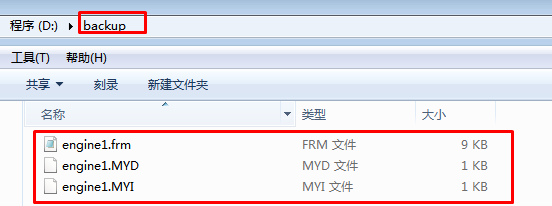 程序 (D:) ▶ backup
工具(T) 帮助(H)
共享 ▼ 刻录 新建文件夹
名称 类型 大小
engine1.frm FRM 文件 9 KB
engine1.MYD MYD 文件 1 KB
engine1.MYI MYI 文件 1 KB